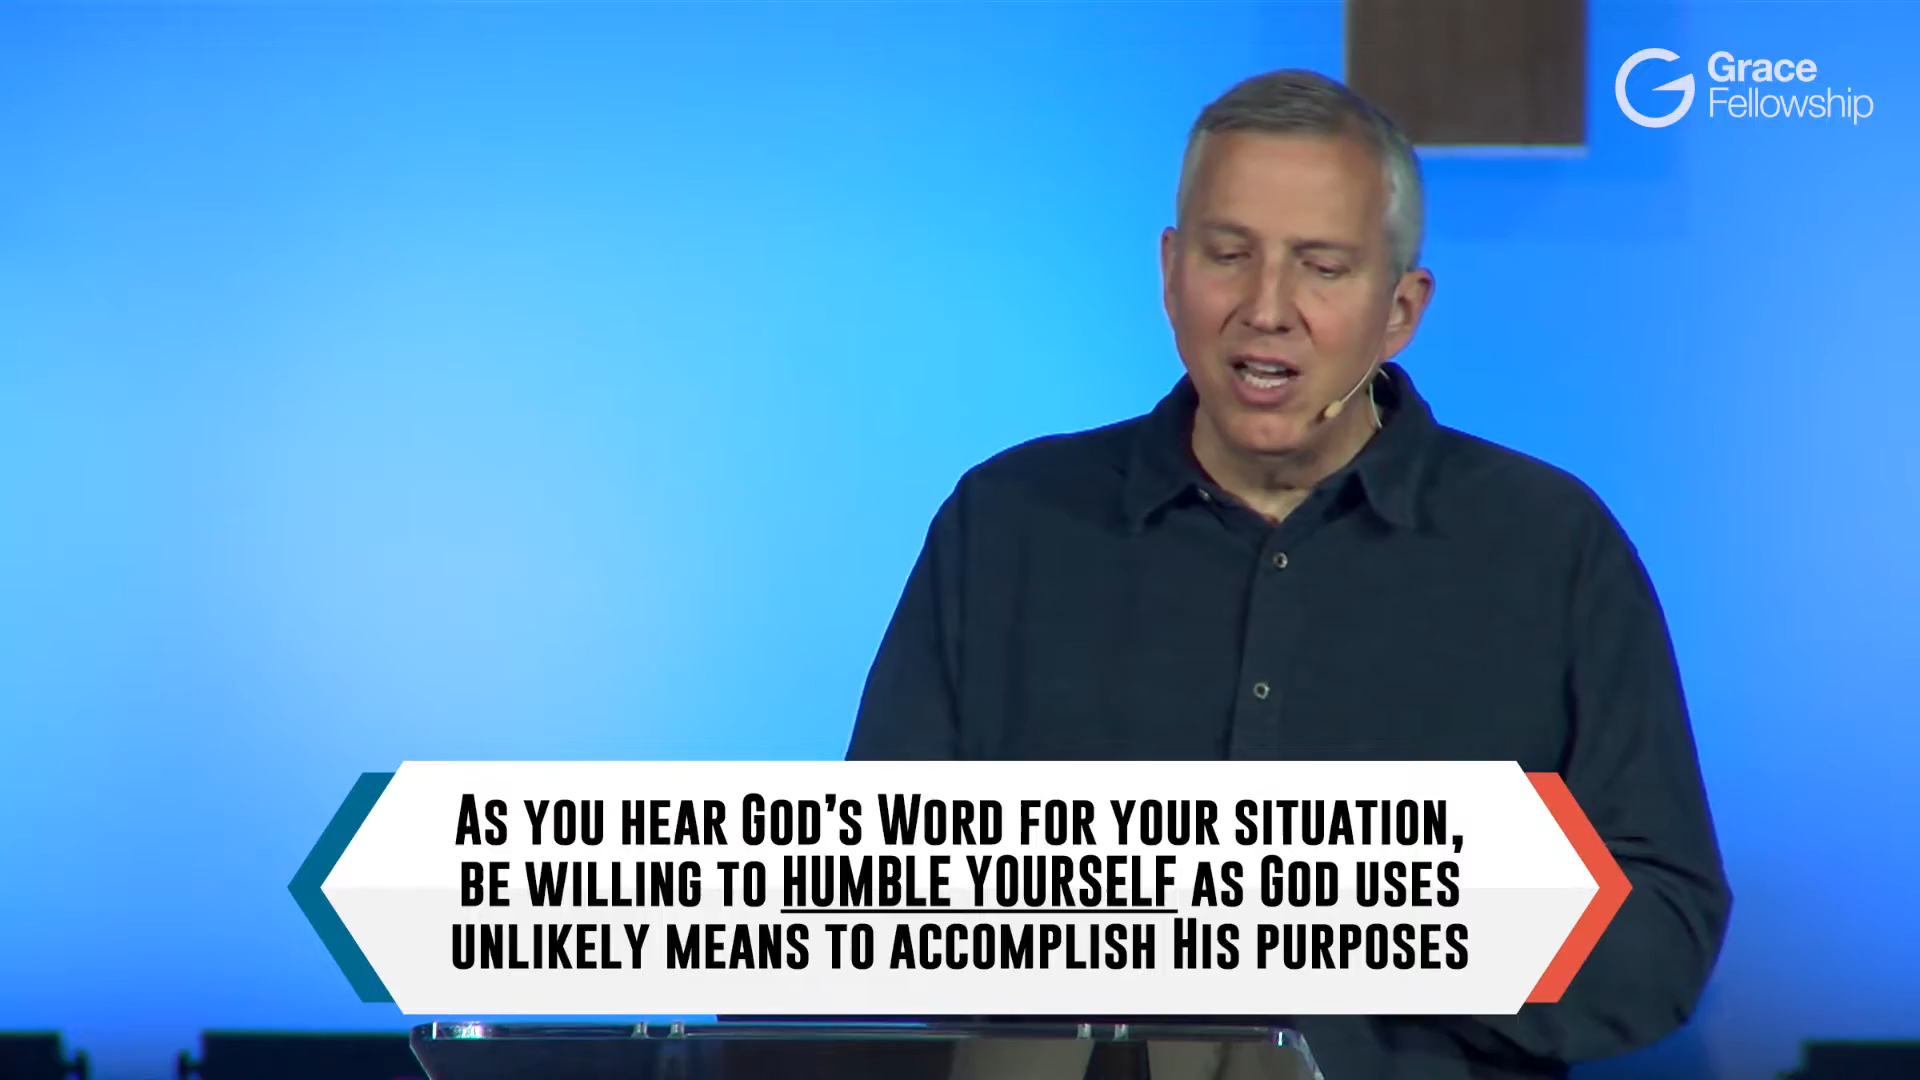 Grace
Fellowship
AS YOU HEAR GOD'S WORD FOR YOUR SITUATION,
BE WILLING TO HUMBLE YOURSELF AS GOD USES
UNLIKELY MEANS TO ACCOMPLISH HIS PURPOSES